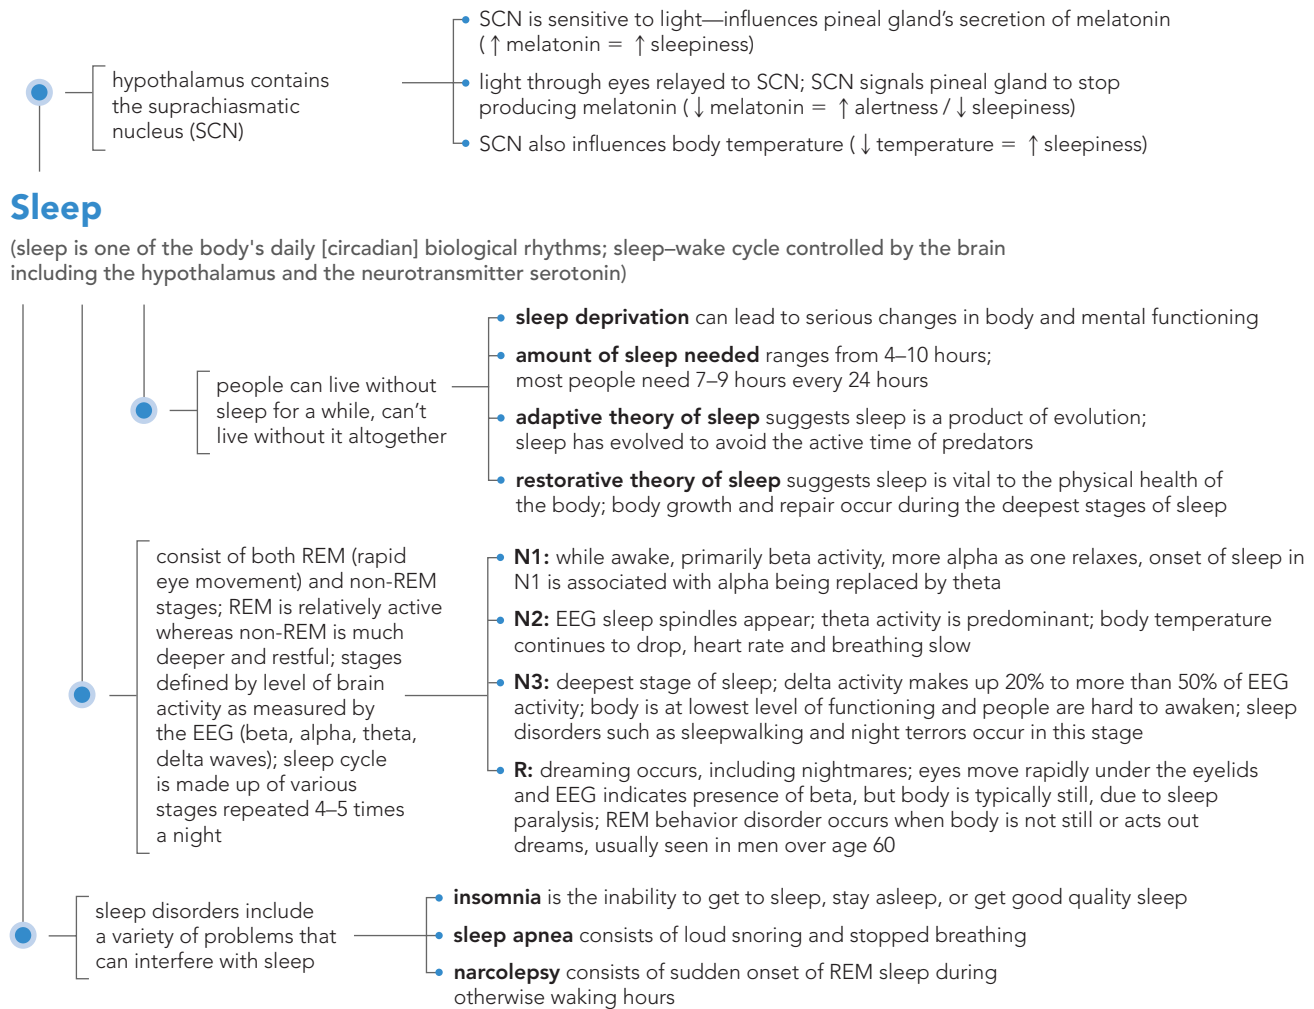 SCN is sensitive to light—influences pineal gland's secretion of melatonin
(↑ melatonin = ↑ sleepiness)
hypothalamus contains
the suprachiasmatic
nucleus (SCN)
light through eyes relayed to SCN; SCN signals pineal gland to stop
producing melatonin (↓ melatonin = ↑ alertness / ↓ sleepiness)
SCN also influences body temperature (↓ temperature = ↑ sleepiness)
Sleep
(sleep is one of the body's daily [circadian] biological rhythms; sleep–wake cycle controlled by the brain
including the hypothalamus and the neurotransmitter serotonin)
people can live without
sleep for a while, can't
live without it altogether
sleep deprivation can lead to serious changes in body and mental functioning
amount of sleep needed ranges from 4–10 hours;
most people need 7–9 hours every 24 hours
adaptive theory of sleep suggests sleep is a product of evolution;
sleep has evolved to avoid the active time of predators
restorative theory of sleep suggests sleep is vital to the physical health of
the body; body growth and repair occur during the deepest stages of sleep
consist of both REM (rapid
eye movement) and non-REM
stages; REM is relatively active
whereas non-REM is much
deeper and restful; stages
defined by level of brain
activity as measured by
the EEG (beta, alpha, theta,
delta waves); sleep cycle
is made up of various
stages repeated 4–5 times
a night
N1: while awake, primarily beta activity, more alpha as one relaxes, onset of sleep in
N1 is associated with alpha being replaced by theta
N2: EEG sleep spindles appear; theta activity is predominant; body temperature
continues to drop, heart rate and breathing slow
N3: deepest stage of sleep; delta activity makes up 20% to more than 50% of EEG
activity; body is at lowest level of functioning and people are hard to awaken; sleep
disorders such as sleepwalking and night terrors occur in this stage
R: dreaming occurs, including nightmares; eyes move rapidly under the eyelids
and EEG indicates presence of beta, but body is typically still, due to sleep
paralysis; REM behavior disorder occurs when body is not still or acts out
dreams, usually seen in men over age 60
sleep disorders include
a variety of problems that
can interfere with sleep
insomnia is the inability to get to sleep, stay asleep, or get good quality sleep
sleep apnea consists of loud snoring and stopped breathing
narcolepsy consists of sudden onset of REM sleep during
otherwise waking hours